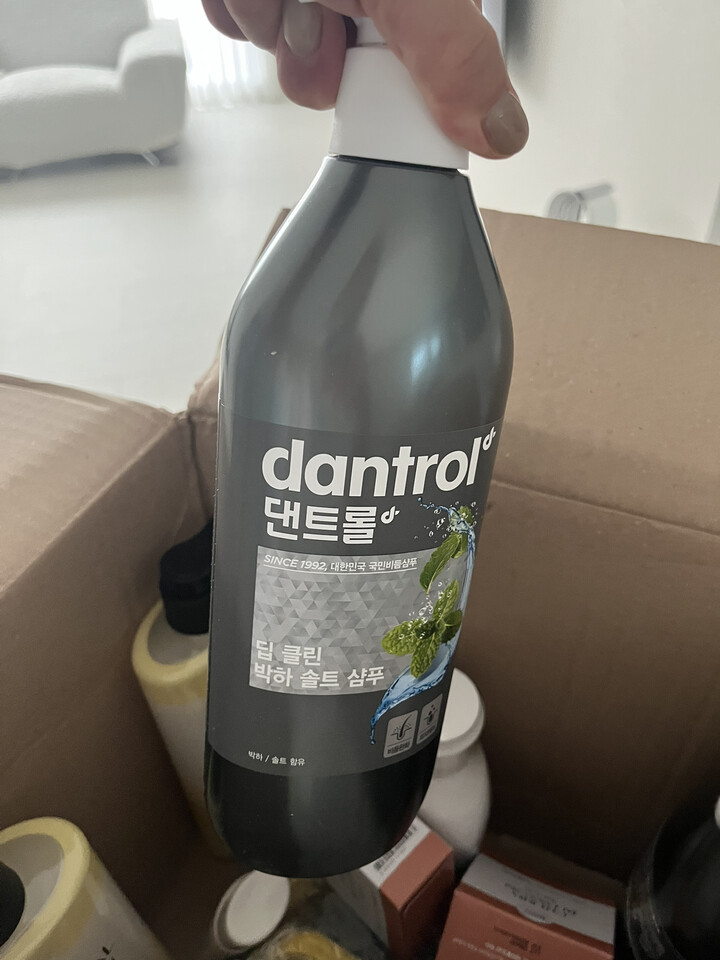 dantrol
댄트롤
SINCE 1992, 대한민국 국민비듬샴푸
딥 클린
박하 솔트 샴푸
박하 / 솔트 함유